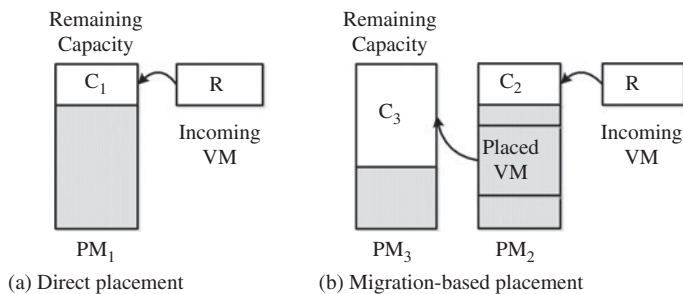 Remaining
Capacity
C1
R
Incoming
VM
PM1
(a) Direct placement
Remaining
Capacity
C3
C2
R
Placed
VM
Incoming
VM
PM3
PM2
(b) Migration-based placement